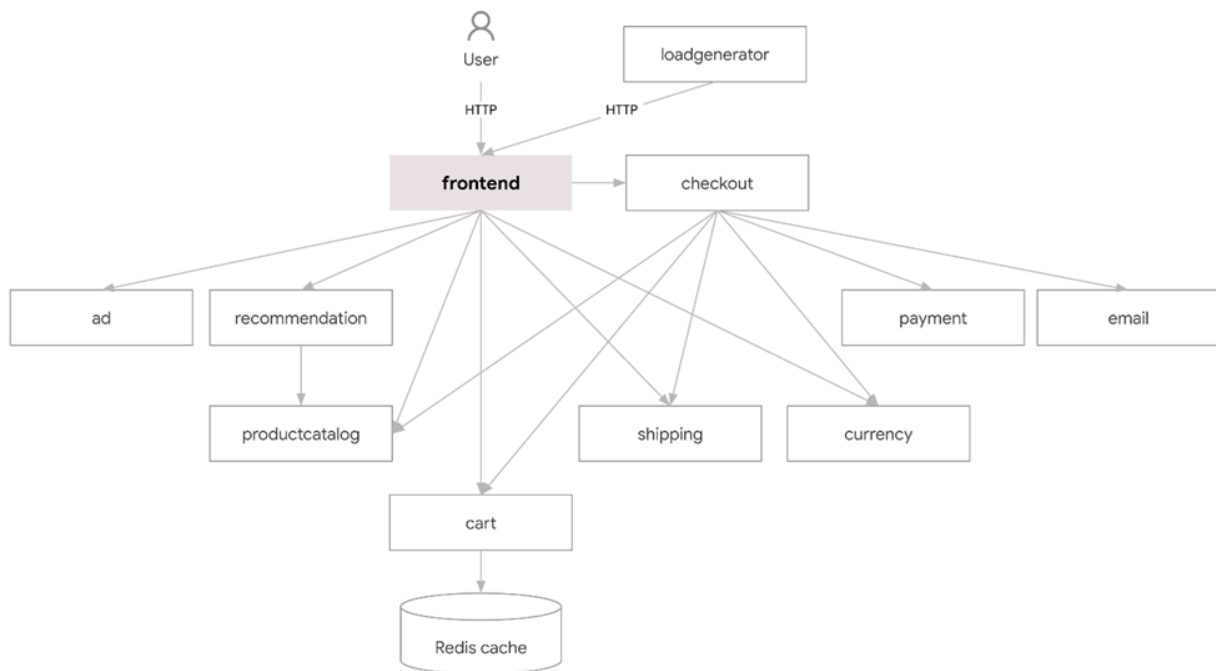 User
loadgenerator
HTTP
HTTP
frontend
checkout
ad
recommendation
payment
email
productcatalog
shipping
currency
cart
Redis cache